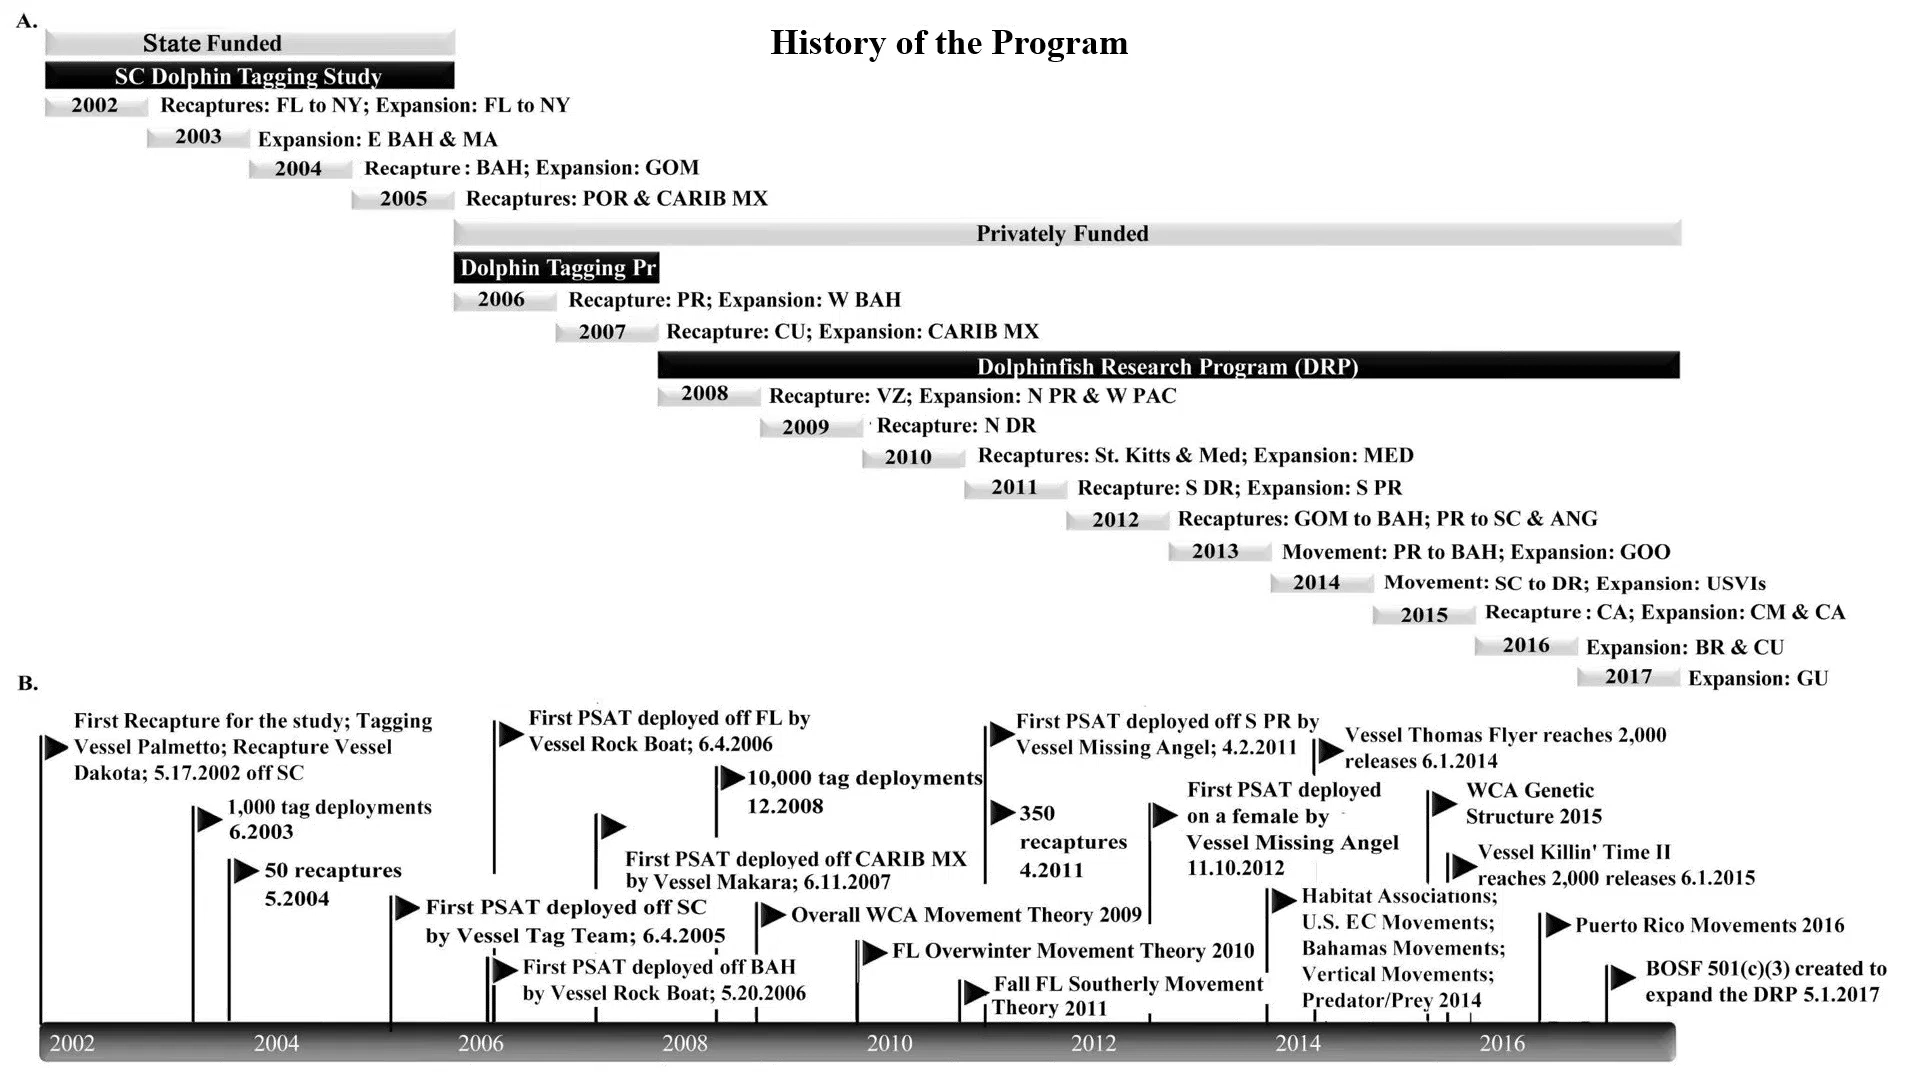 A.
History of the Program
State Funded
SC Dolphin Tagging Study
2002 Recaptures: FL to NY; Expansion: FL to NY
2003 Expansion: E BAH & MA
2004 Recapture : BAH; Expansion: GOM
2005 Recaptures: POR & CARIB MX
Privately Funded
Dolphin Tagging Pr
2006 Recapture: PR; Expansion: W BAH
2007 Recapture: CU; Expansion: CARIB MX
Dolphinfish Research Program (DRP)
2008 Recapture: VZ; Expansion: N PR & W PAC
2009 Recapture: N DR
2010 Recaptures: St. Kitts & Med; Expansion: MED
2011 Recapture: S DR; Expansion: S PR
2012 Recaptures: GOM to BAH; PR to SC & ANG
2013 Movement: PR to BAH; Expansion: GOO
2014 Movement: SC to DR; Expansion: USVIs
2015 Recapture : CA; Expansion: CM & CA
2016 Expansion: BR & CU
2017 Expansion: GU
B.
First Recapture for the study; Tagging
Vessel Palmetto; Recapture Vessel
Dakota; 5.17.2002 off SC
1,000 tag deployments
6.2003
50 recaptures
5.2004
First PSAT deployed off SC
by Vessel Tag Team; 6.4.2005
First PSAT deployed off BAH
by Vessel Rock Boat; 5.20.2006
First PSAT deployed off FL by
Vessel Rock Boat; 6.4.2006
First PSAT deployed off CARIB MX
by Vessel Makara; 6.11.2007
10,000 tag deployments
12.2008
Overall WCA Movement Theory 2009
FL Overwinter Movement Theory 2010
Fall FL Southerly Movement
Theory 2011
First PSAT deployed off S PR by
Vessel Missing Angel; 4.2.2011
350
recaptures
4.2011
First PSAT deployed
on a female by
Vessel Missing Angel
11.10.2012
Habitat Associations;
U.S. EC Movements;
Bahamas Movements;
Vertical Movements;
Predator/Prey 2014
Vessel Thomas Flyer reaches 2,000
releases 6.1.2014
WCA Genetic
Structure 2015
Vessel Killin' Time II
reaches 2,000 releases 6.1.2015
Puerto Rico Movements 2016
BOSF 501(c)(3) created to
expand the DRP 5.1.2017
2002 2004 2006 2008 2010 2012 2014 2016